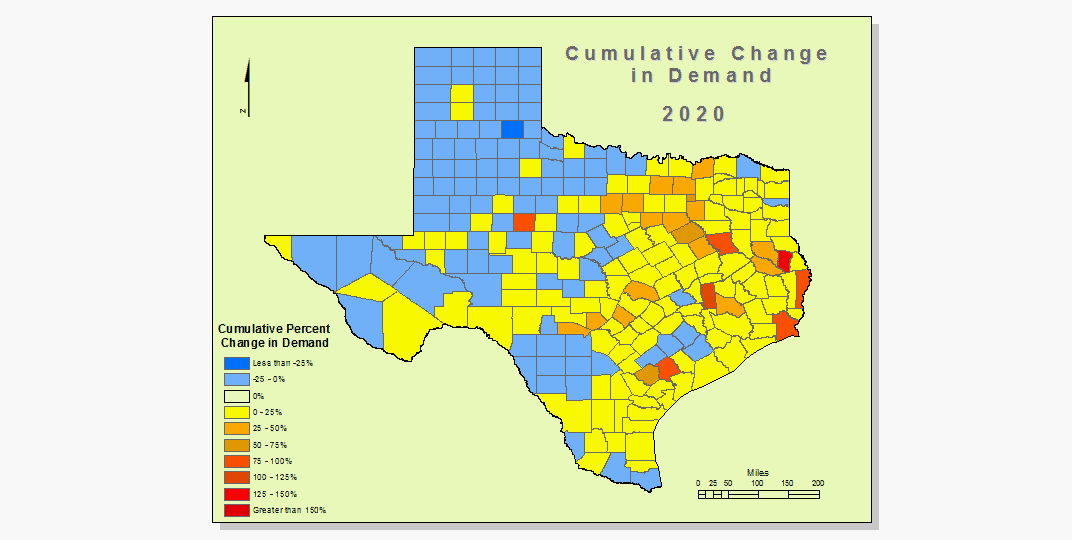 Cumulative Change
in Demand
2020
N
Cumulative Percent
Change in Demand
Less than -25%
-25 - 0%
0%
0 - 25%
25 - 50%
50 - 75%
75 - 100%
100 - 125%
125 - 150%
Greater than 150%
Miles
0 25 50 100 150 200